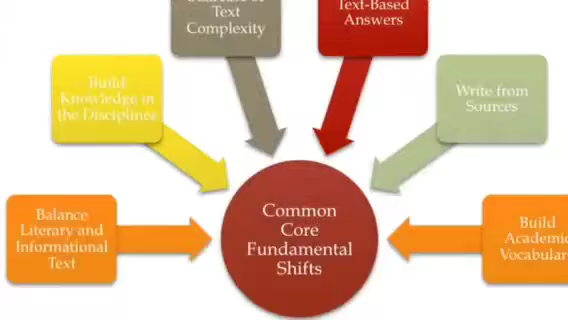 Text
Complexity
Text-Based
Answers
Build
Knowledge in
the Disciplines
Write from
Sources
Balance
Literary and
Informational
Text
Common
Core
Fundamental
Shifts
Build
Academic
Vocabulary